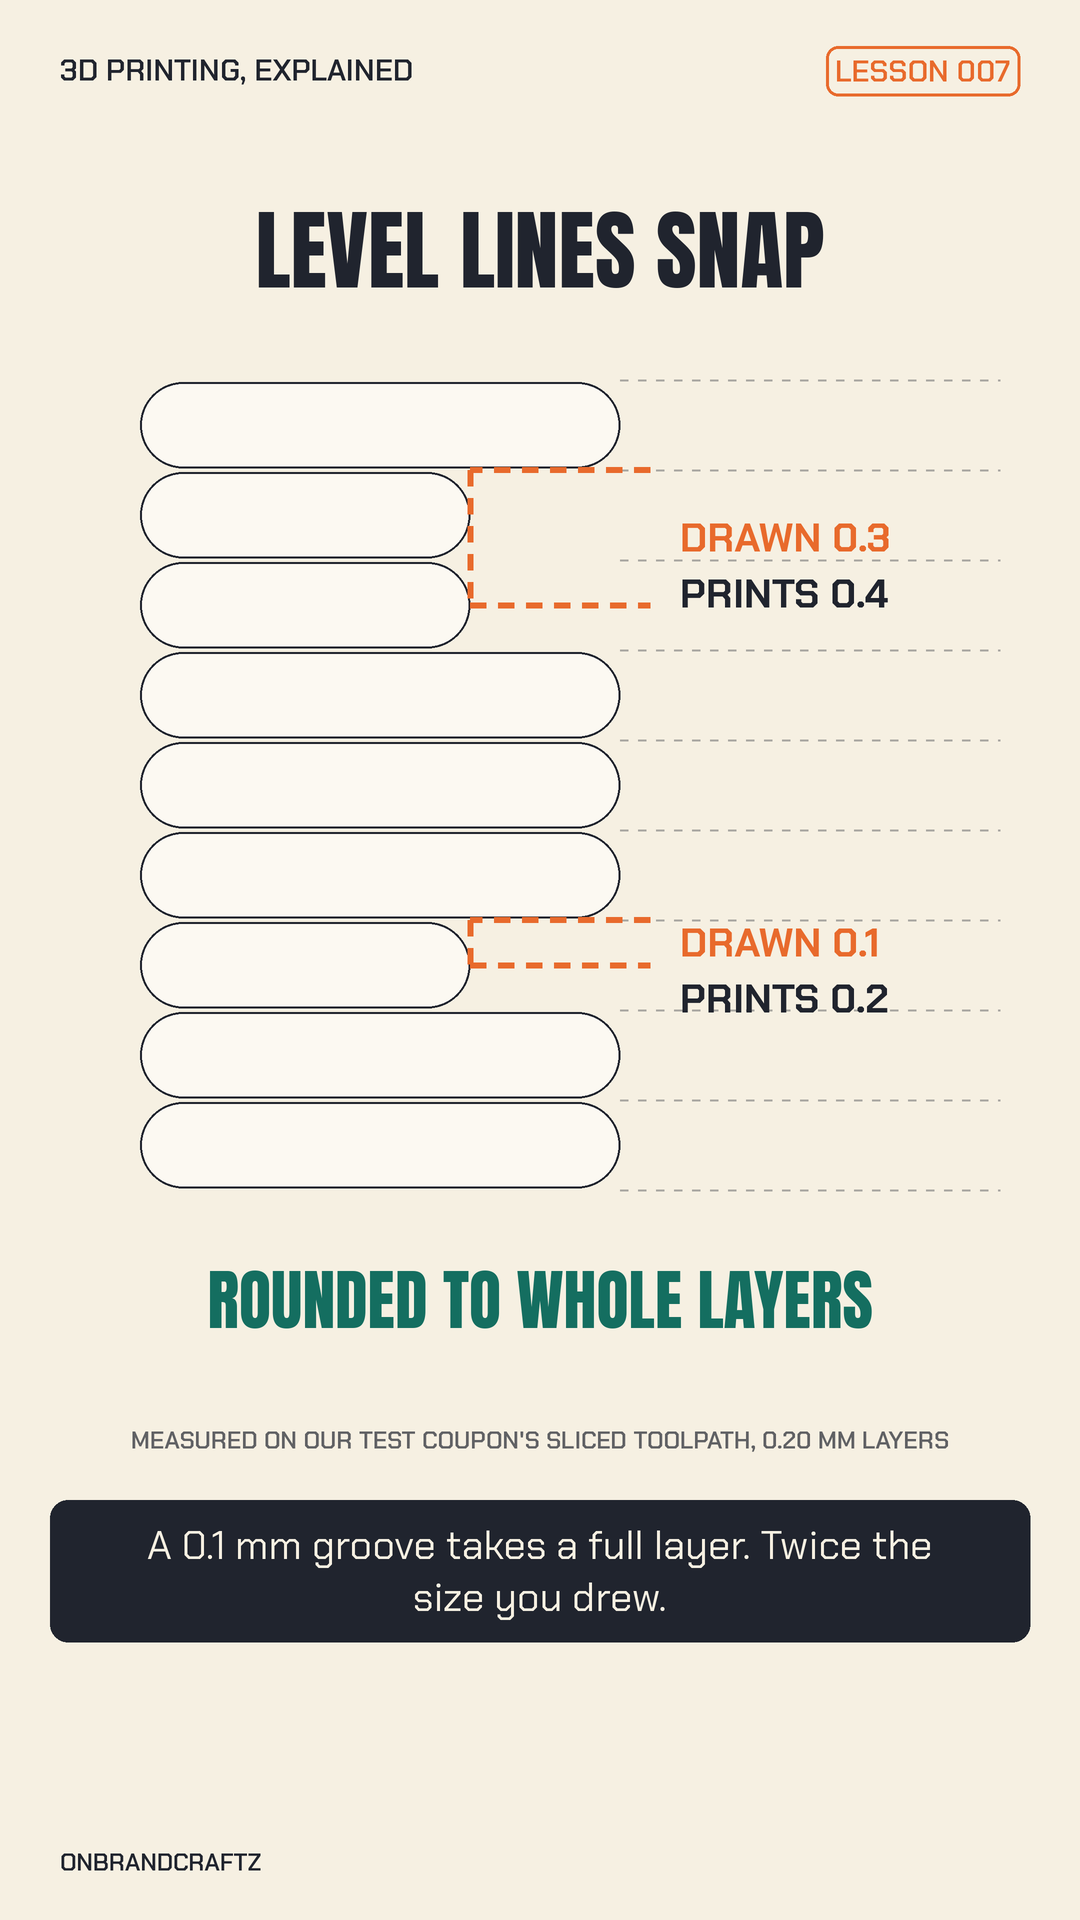 3D PRINTING, EXPLAINED
LESSON 007
LEVEL LINES SNAP
DRAWN 0.3
PRINTS 0.4
DRAWN 0.1
PRINTS 0.2
ROUNDED TO WHOLE LAYERS
MEASURED ON OUR TEST COUPON'S SLICED TOOLPATH, 0.20 MM LAYERS
A 0.1 mm groove takes a full layer. Twice the
size you drew.
ONBRANDCRAFTZ